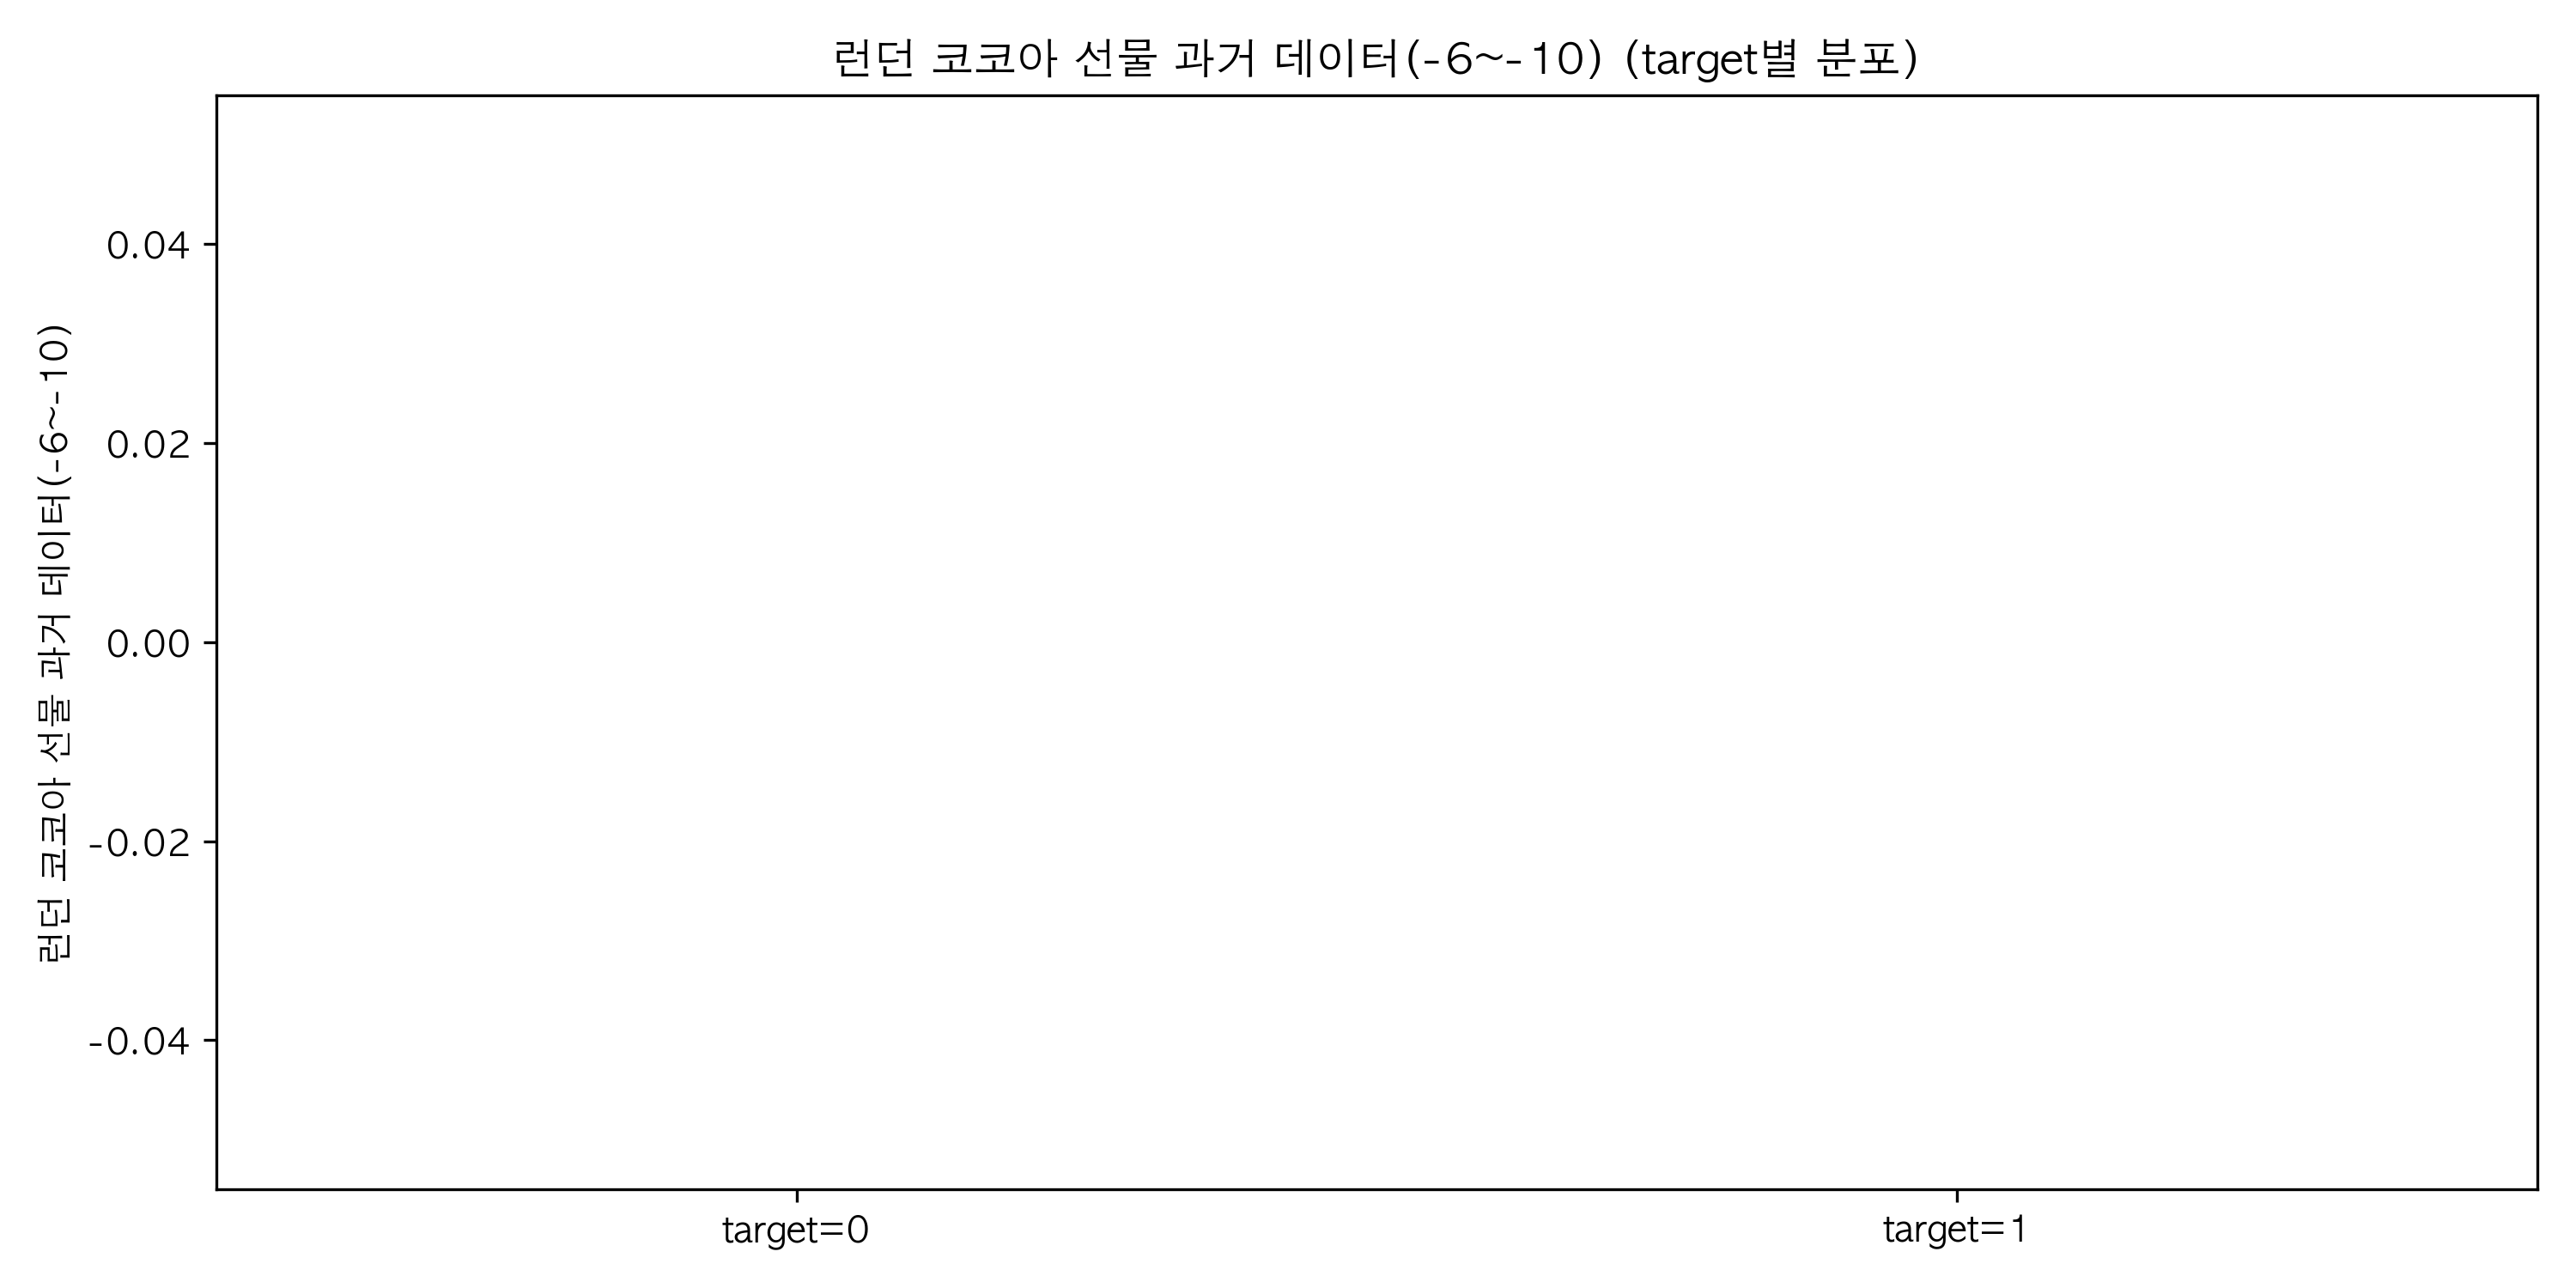 런던 코코아 선물 과거 데이터(-6~-10) (target별 분포)
런던 코코아 선물 과거 데이터(-6~-10)
0.04
0.02
0.00
-0.02
-0.04
target=0
target=1